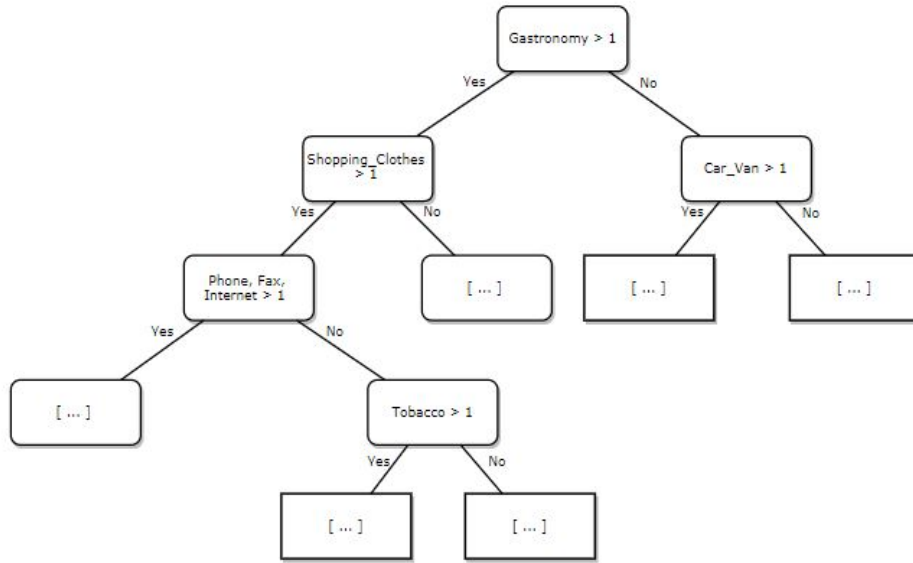 Gastronomy > 1
Yes
No
Shopping_Clothes
> 1
Car_Van > 1
Yes
No
Yes
No
Phone, Fax,
Internet > 1
[ ... ]
[ ... ]
[ ... ]
Yes
No
[ ... ]
Tobacco > 1
Yes
No
[ ... ]
[ ... ]